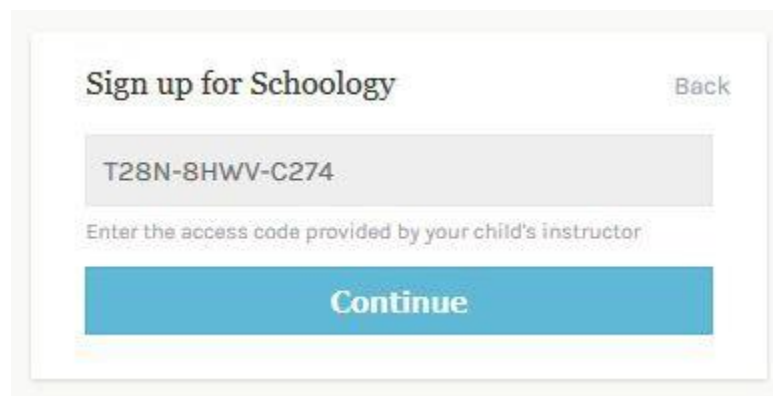 Sign up for Schoology Back
T28N-8HWV-C274
Enter the access code provided by your child's instructor
Continue